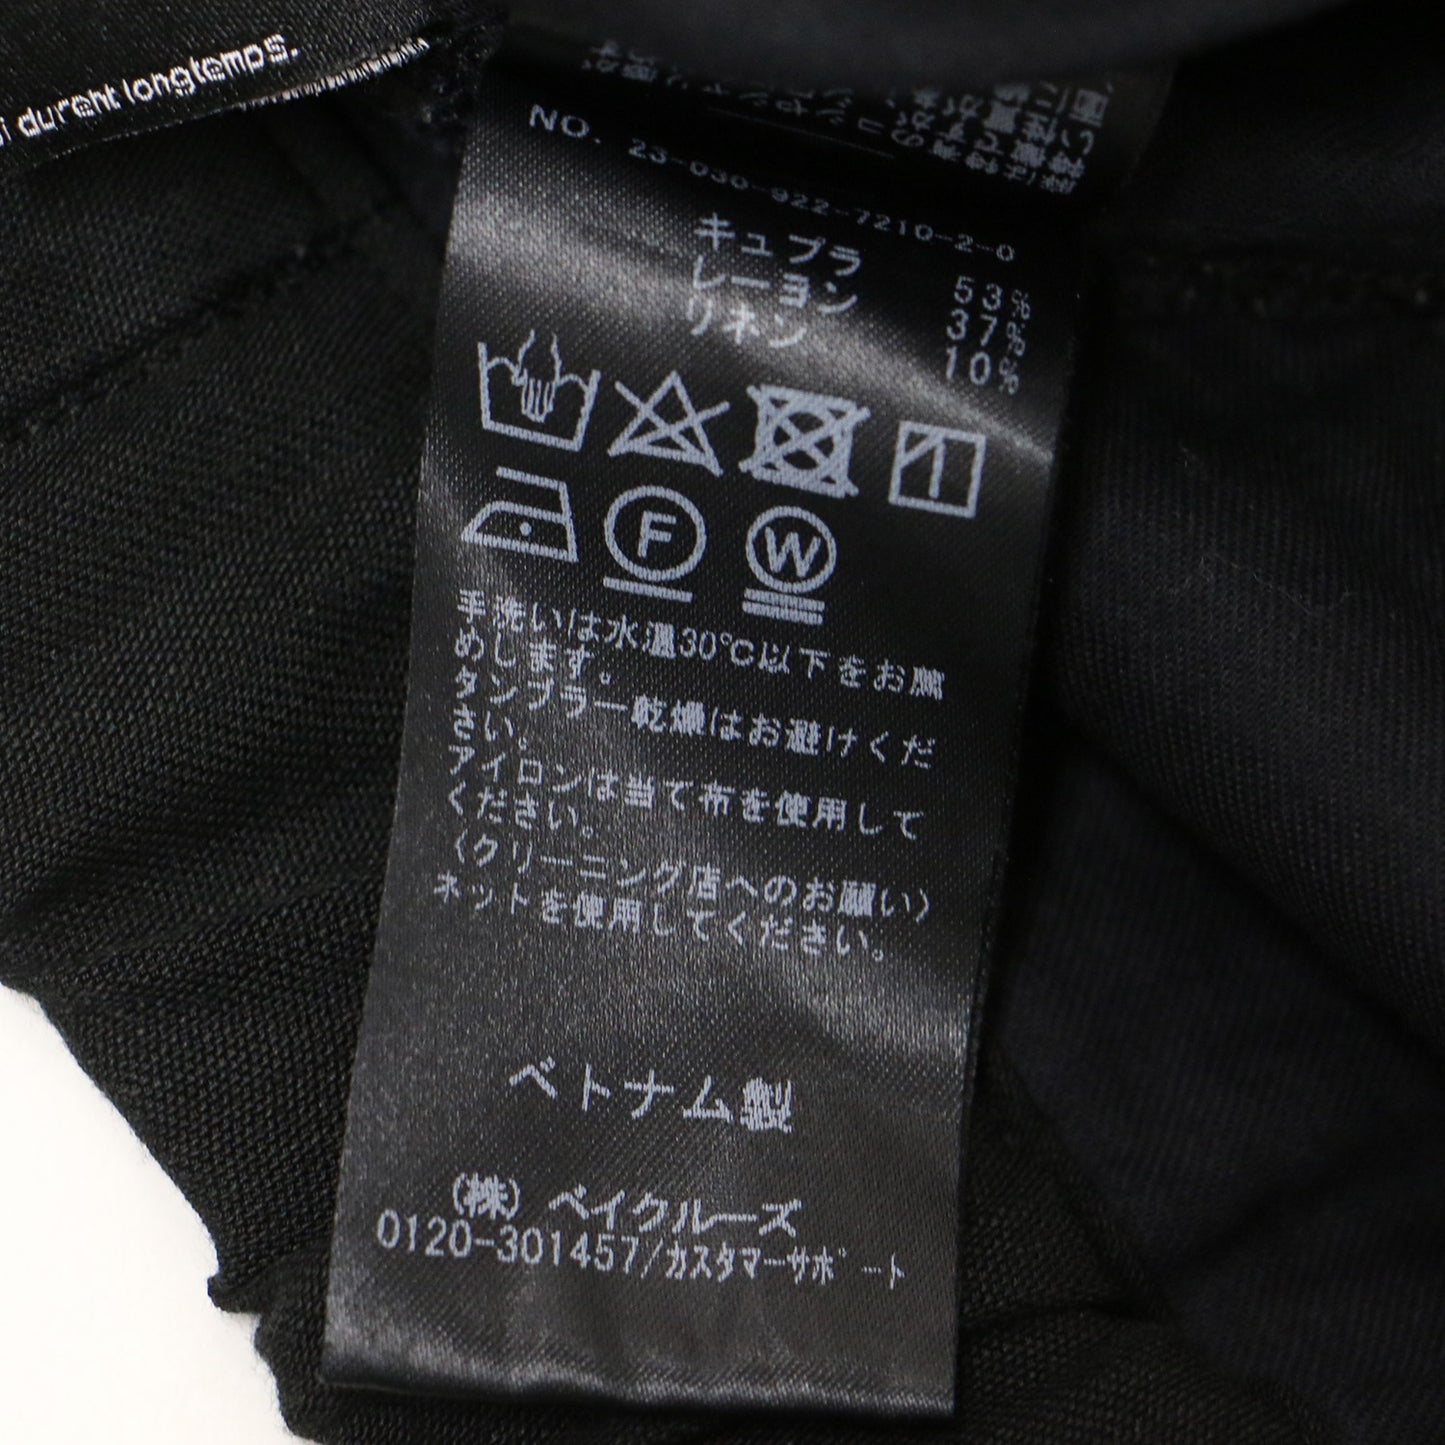 durent longtemps.
NO. 23-030-922-7210-2-0
キュプラ 53%
レーヨン 37%
リネン 10%
F W
手洗いは水温30℃以下をお薦
めします。
タンブラー乾燥はお避けくだ
さい。
アイロンは当て布を使用して
ください。
(クリーニング店へのお願い)
ネットを使用してください。
ベトナム製
(株) ベイクルーズ
0120-301457/カスタマーサポート